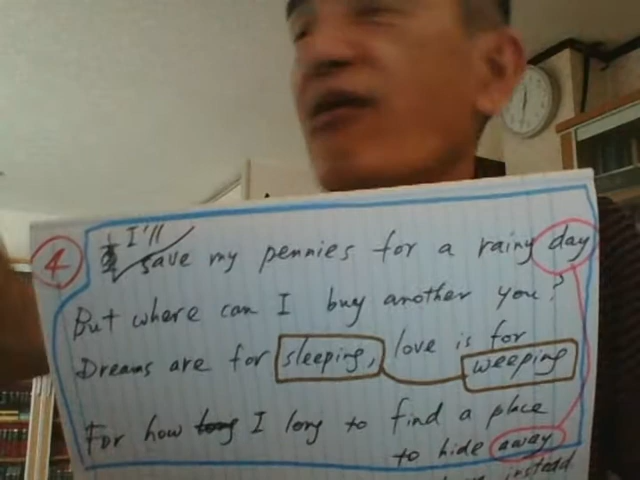 4
I'll
save my pennies for a rainy day
But where can I buy another you?
Dreams are for sleeping, love is for
weeping
For how long I long to find a place
to hide away
instead